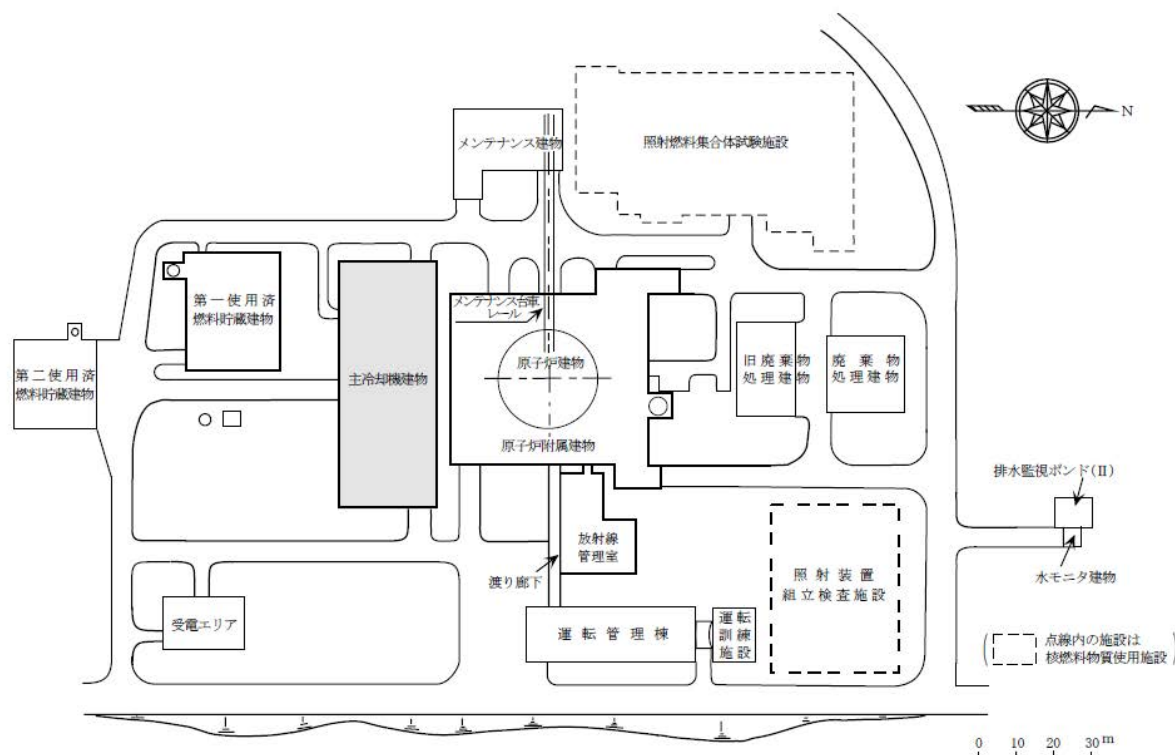 メンテナンス建物
照射燃料集合体試験施設
N
第一使用済
燃料貯蔵建物
メンテナンス台車
レール
第二使用済
燃料貯蔵建物
主冷却機建物
原子炉建物
旧廃棄物
処理建物
廃棄物
処理建物
原子炉附属建物
排水監視ポンド(Ⅱ)
放射線
管理室
渡り廊下
照射装置
組立検査施設
水モニタ建物
受電エリア
運転管理棟
運転
訓練
施設
点線内の施設は
核燃料物質使用施設
0 10 20 30 m